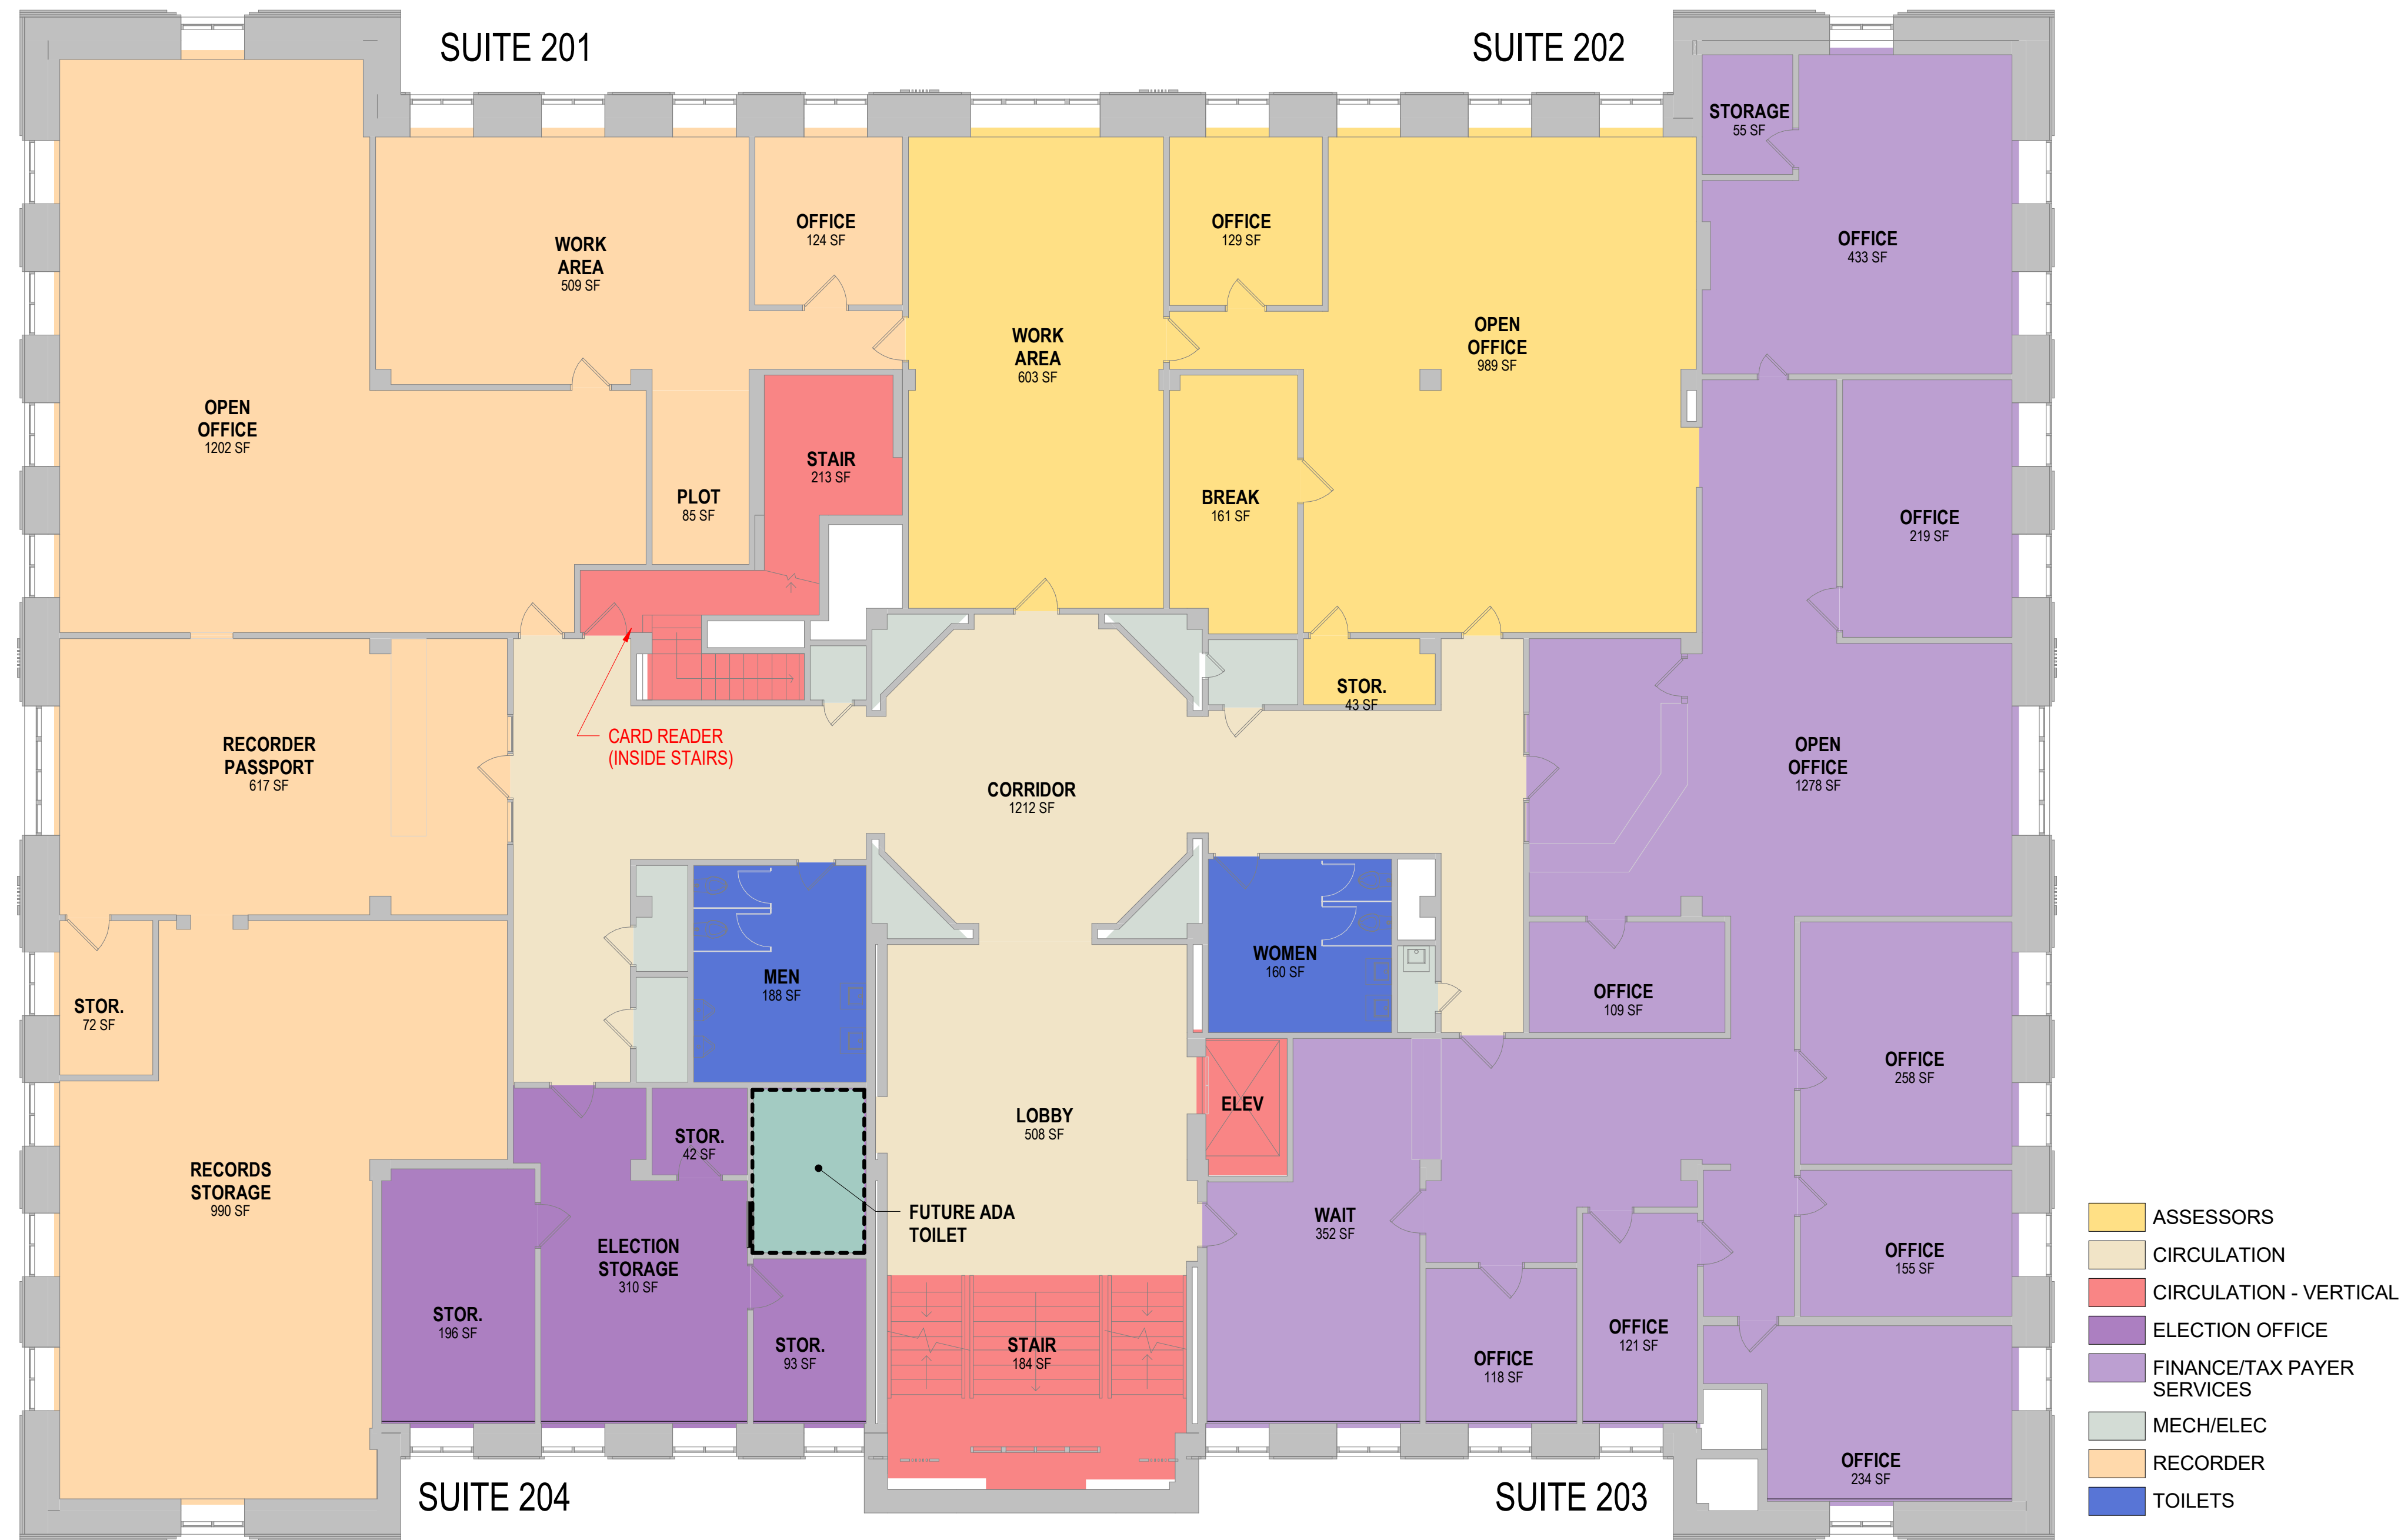 SUITE 201
SUITE 202
STORAGE
55 SF
OFFICE
124 SF
OFFICE
129 SF
OFFICE
433 SF
WORK
AREA
509 SF
WORK
AREA
603 SF
OPEN
OFFICE
989 SF
OPEN
OFFICE
1202 SF
STAIR
213 SF
PLOT
85 SF
BREAK
161 SF
OFFICE
219 SF
STOR.
43 SF
CARD READER
(INSIDE STAIRS)
RECORDER
PASSPORT
617 SF
CORRIDOR
1212 SF
OPEN
OFFICE
1278 SF
MEN
188 SF
WOMEN
160 SF
OFFICE
109 SF
STOR.
72 SF
OFFICE
258 SF
ELEV
LOBBY
508 SF
STOR.
42 SF
RECORDS
STORAGE
990 SF
FUTURE ADA
TOILET
WAIT
352 SF
ELECTION
STORAGE
310 SF
OFFICE
155 SF
STOR.
196 SF
STOR.
93 SF
STAIR
184 SF
OFFICE
118 SF
OFFICE
121 SF
OFFICE
234 SF
SUITE 204
SUITE 203
ASSESSORS
CIRCULATION
CIRCULATION - VERTICAL
ELECTION OFFICE
FINANCE/TAX PAYER
SERVICES
MECH/ELEC
RECORDER
TOILETS